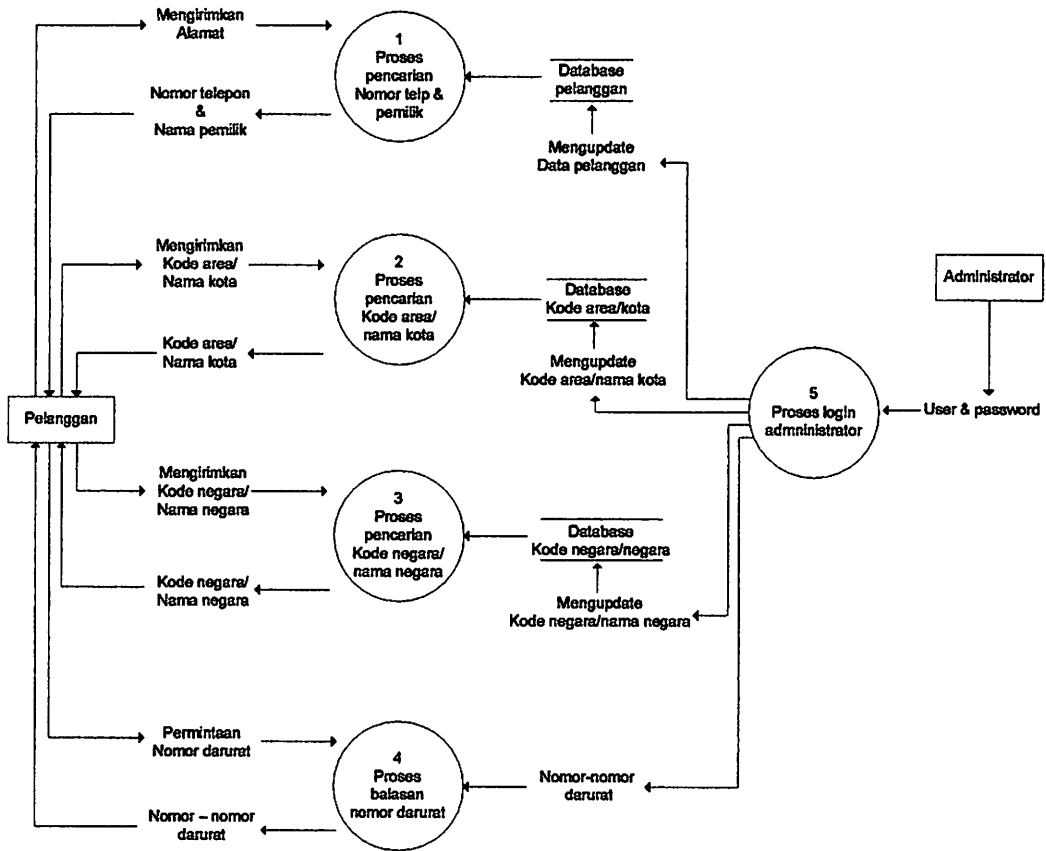 Mengirimkan
Alamat
1
Proses
pencarian
Nomor telp &
pemilik
Database
pelanggan
Nomor telepon
&
Nama pemilik
Mengupdate
Data pelanggan
Mengirimkan
Kode area/
Nama kota
2
Proses
pencarian
Kode area/
nama kota
Database
Kode area/kota
Administrator
Kode area/
Nama kota
Mengupdate
Kode area/nama kota
5
Proses login
admninistrator
User & password
Pelanggan
Mengirimkan
Kode negara/
Nama negara
3
Proses
pencarian
Kode negara/
nama negara
Database
Kode negara/negara
Kode negara/
Nama negara
Mengupdate
Kode negara/nama negara
Permintaan
Nomor darurat
4
Proses
balasan
nomor darurat
Nomor-nomor
darurat
Nomor – nomor
darurat